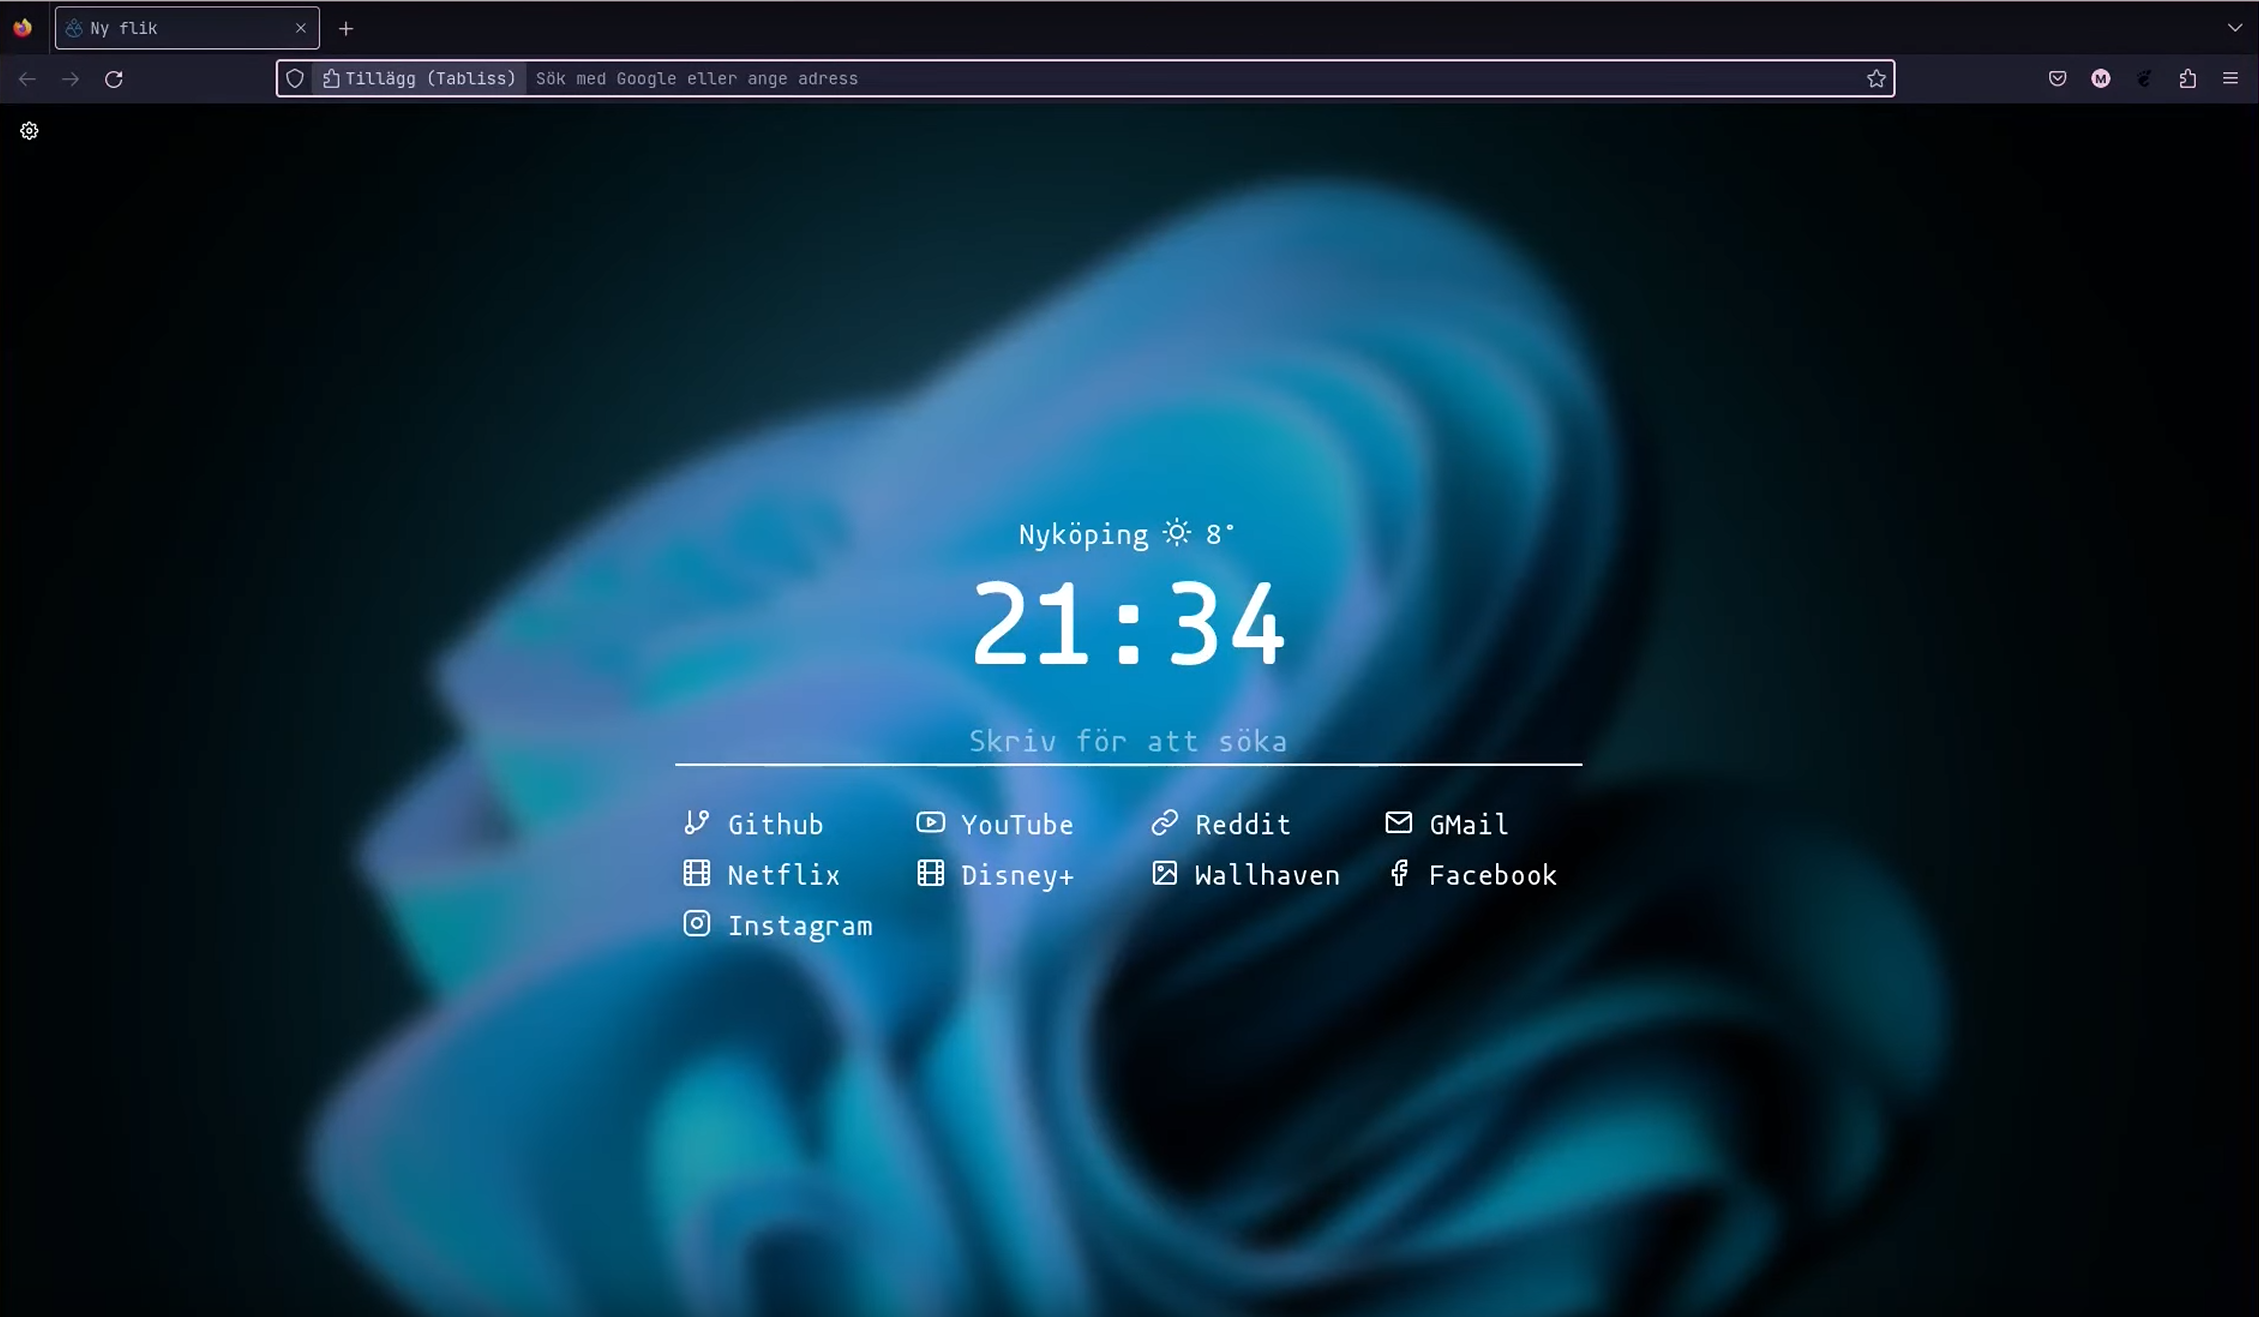 Ny flik
Tillägg (Tabliss) Sök med Google eller ange adress
M
Nyköping 8°
21:34
Skriv för att söka
Github YouTube Reddit GMail
Netflix Disney+ Wallhaven Facebook
Instagram